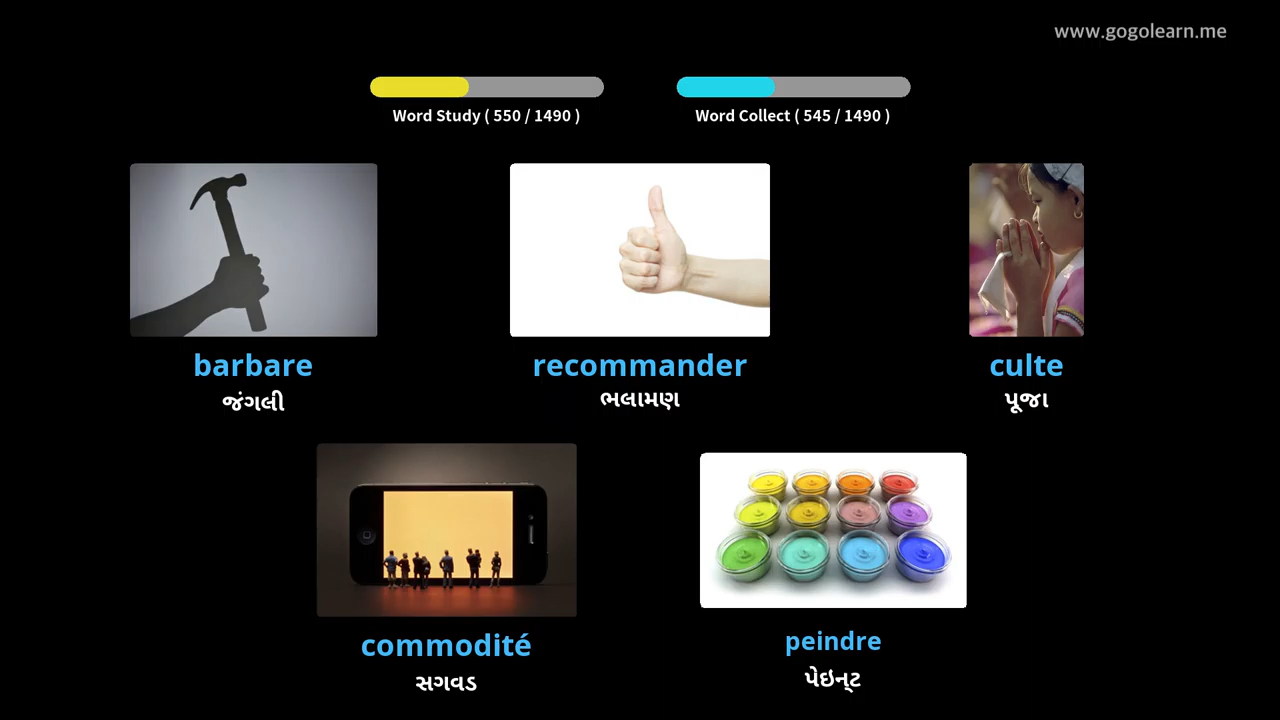 www.gogolearn.me
Word Study ( 550 / 1490 )
Word Collect ( 545 / 1490 )
barbare
જંગલી
recommander
ભલામણ
culte
પૂજા
commodité
સગવડ
peindre
પેઇન્ટ